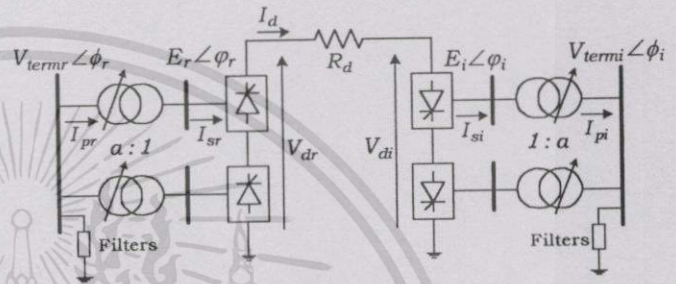 I_d
V_termr∠ϕ_r
E_r∠φ_r
R_d
E_i∠φ_i
V_termi∠ϕ_i
I_pr
I_sr
V_dr
V_di
I_si
I_pi
a : 1
1 : a
Filters
Filters